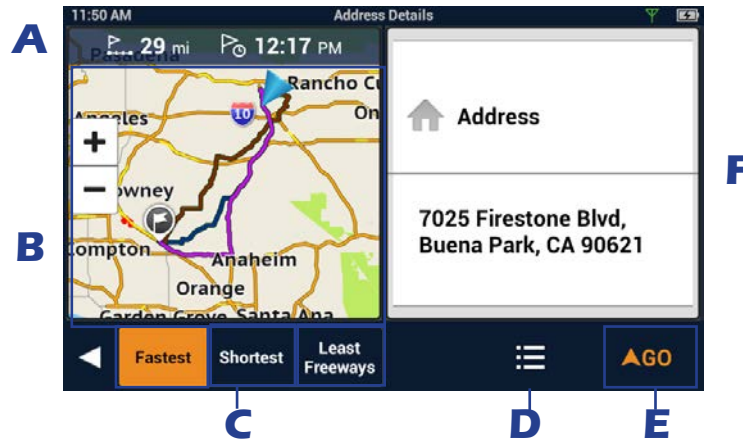 11:50 AM Address Details
A
29 mi 12:17 PM
Pasadena
Rancho Cu
10
On
Angeles
+
−
Address
F
owney
7025 Firestone Blvd,
Buena Park, CA 90621
B
ompton
Anaheim
Orange
Garden Grove Santa Ana
Fastest Shortest Least Freeways GO
C D E